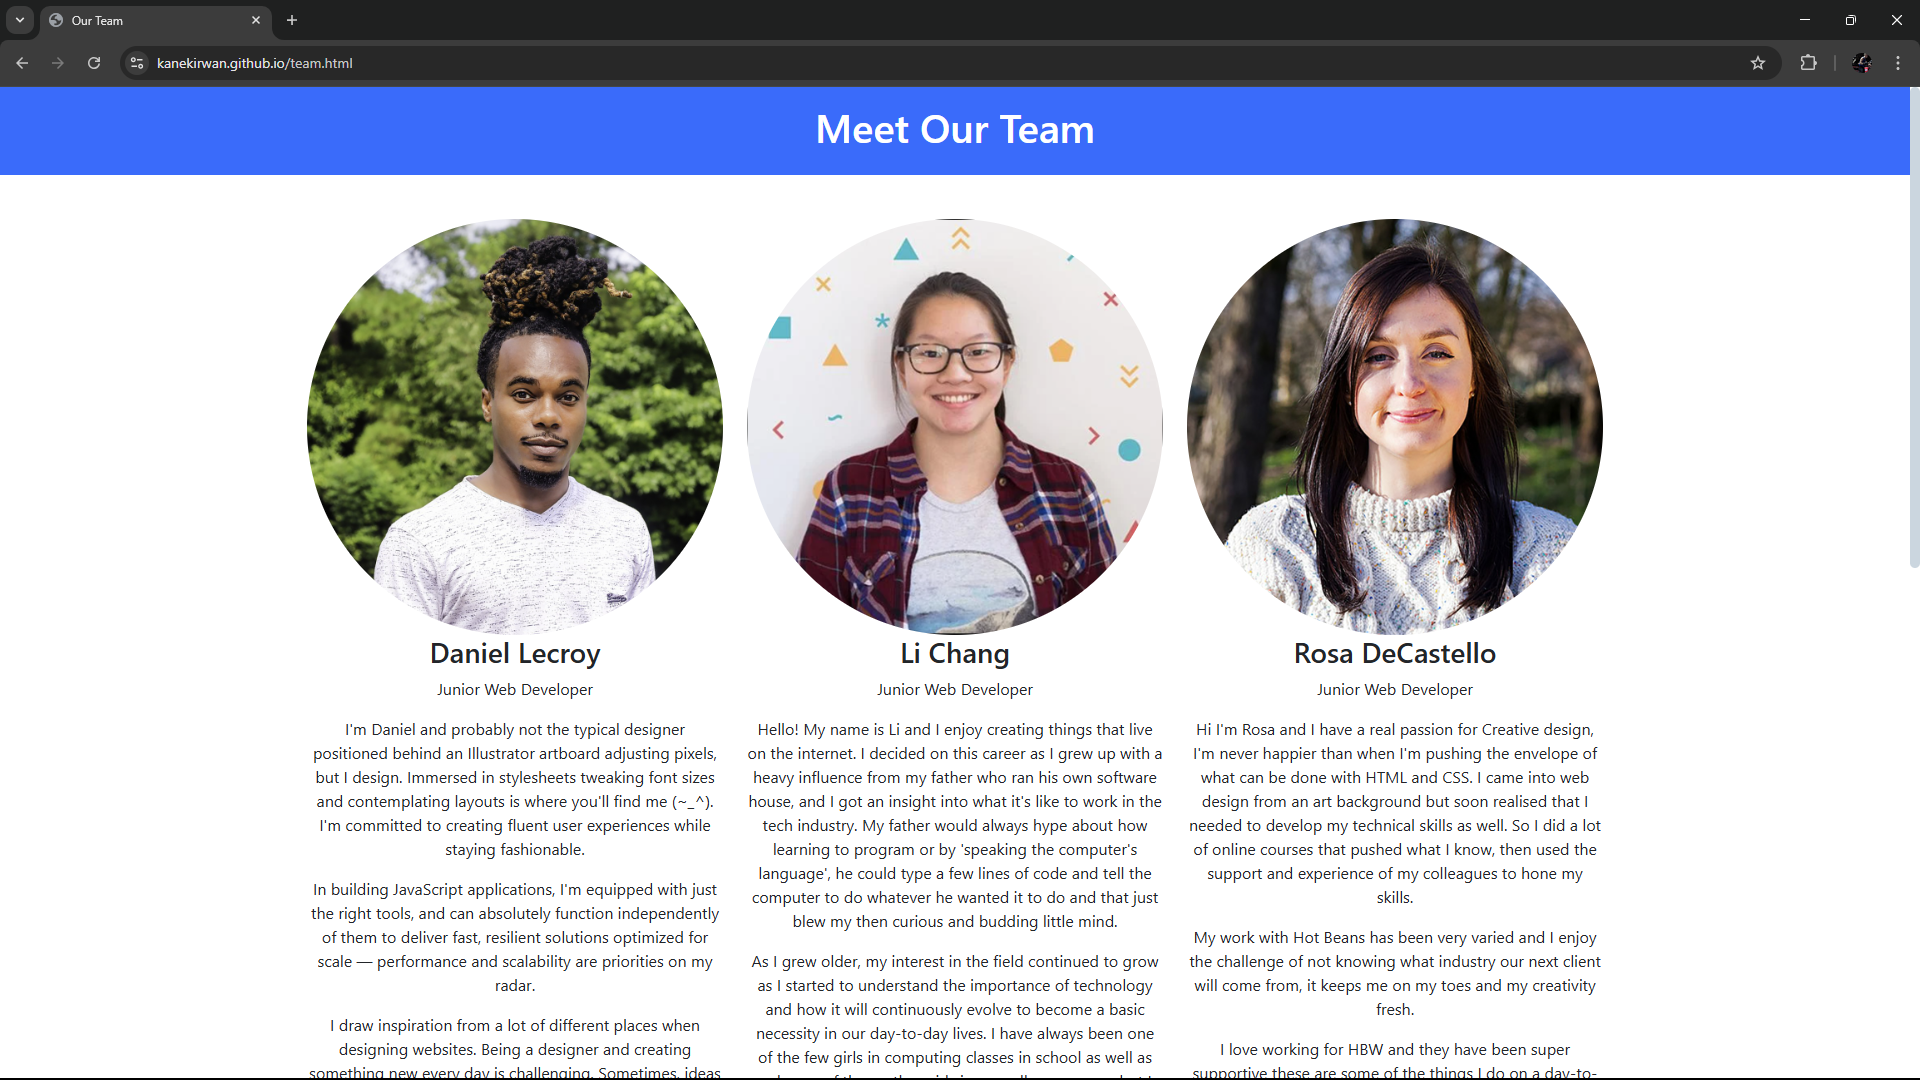 Our Team
kanekirwan.github.io/team.html
Meet Our Team
Daniel Lecroy
Junior Web Developer
I'm Daniel and probably not the typical designer
positioned behind an Illustrator artboard adjusting pixels,
but I design. Immersed in stylesheets tweaking font sizes
and contemplating layouts is where you'll find me (~_^).
I'm committed to creating fluent user experiences while
staying fashionable.
In building JavaScript applications, I'm equipped with just
the right tools, and can absolutely function independently
of them to deliver fast, resilient solutions optimized for
scale — performance and scalability are priorities on my
radar.
I draw inspiration from a lot of different places when
designing websites. Being a designer and creating
something new every day is challenging. Sometimes, ideas
Li Chang
Junior Web Developer
Hello! My name is Li and I enjoy creating things that live
on the internet. I decided on this career as I grew up with a
heavy influence from my father who ran his own software
house, and I got an insight into what it's like to work in the
tech industry. My father would always hype about how
learning to program or by 'speaking the computer's
language', he could type a few lines of code and tell the
computer to do whatever he wanted it to do and that just
blew my then curious and budding little mind.
As I grew older, my interest in the field continued to grow
as I started to understand the importance of technology
and how it will continuously evolve to become a basic
necessity in our day-to-day lives. I have always been one
of the few girls in computing classes in school as well as
Rosa DeCastello
Junior Web Developer
Hi I'm Rosa and I have a real passion for Creative design,
I'm never happier than when I'm pushing the envelope of
what can be done with HTML and CSS. I came into web
design from an art background but soon realised that I
needed to develop my technical skills as well. So I did a lot
of online courses that pushed what I know, then used the
support and experience of my colleagues to hone my
skills.
My work with Hot Beans has been very varied and I enjoy
the challenge of not knowing what industry our next client
will come from, it keeps me on my toes and my creativity
fresh.
I love working for HBW and they have been super
supportive these are some of the things I do on a day-to-